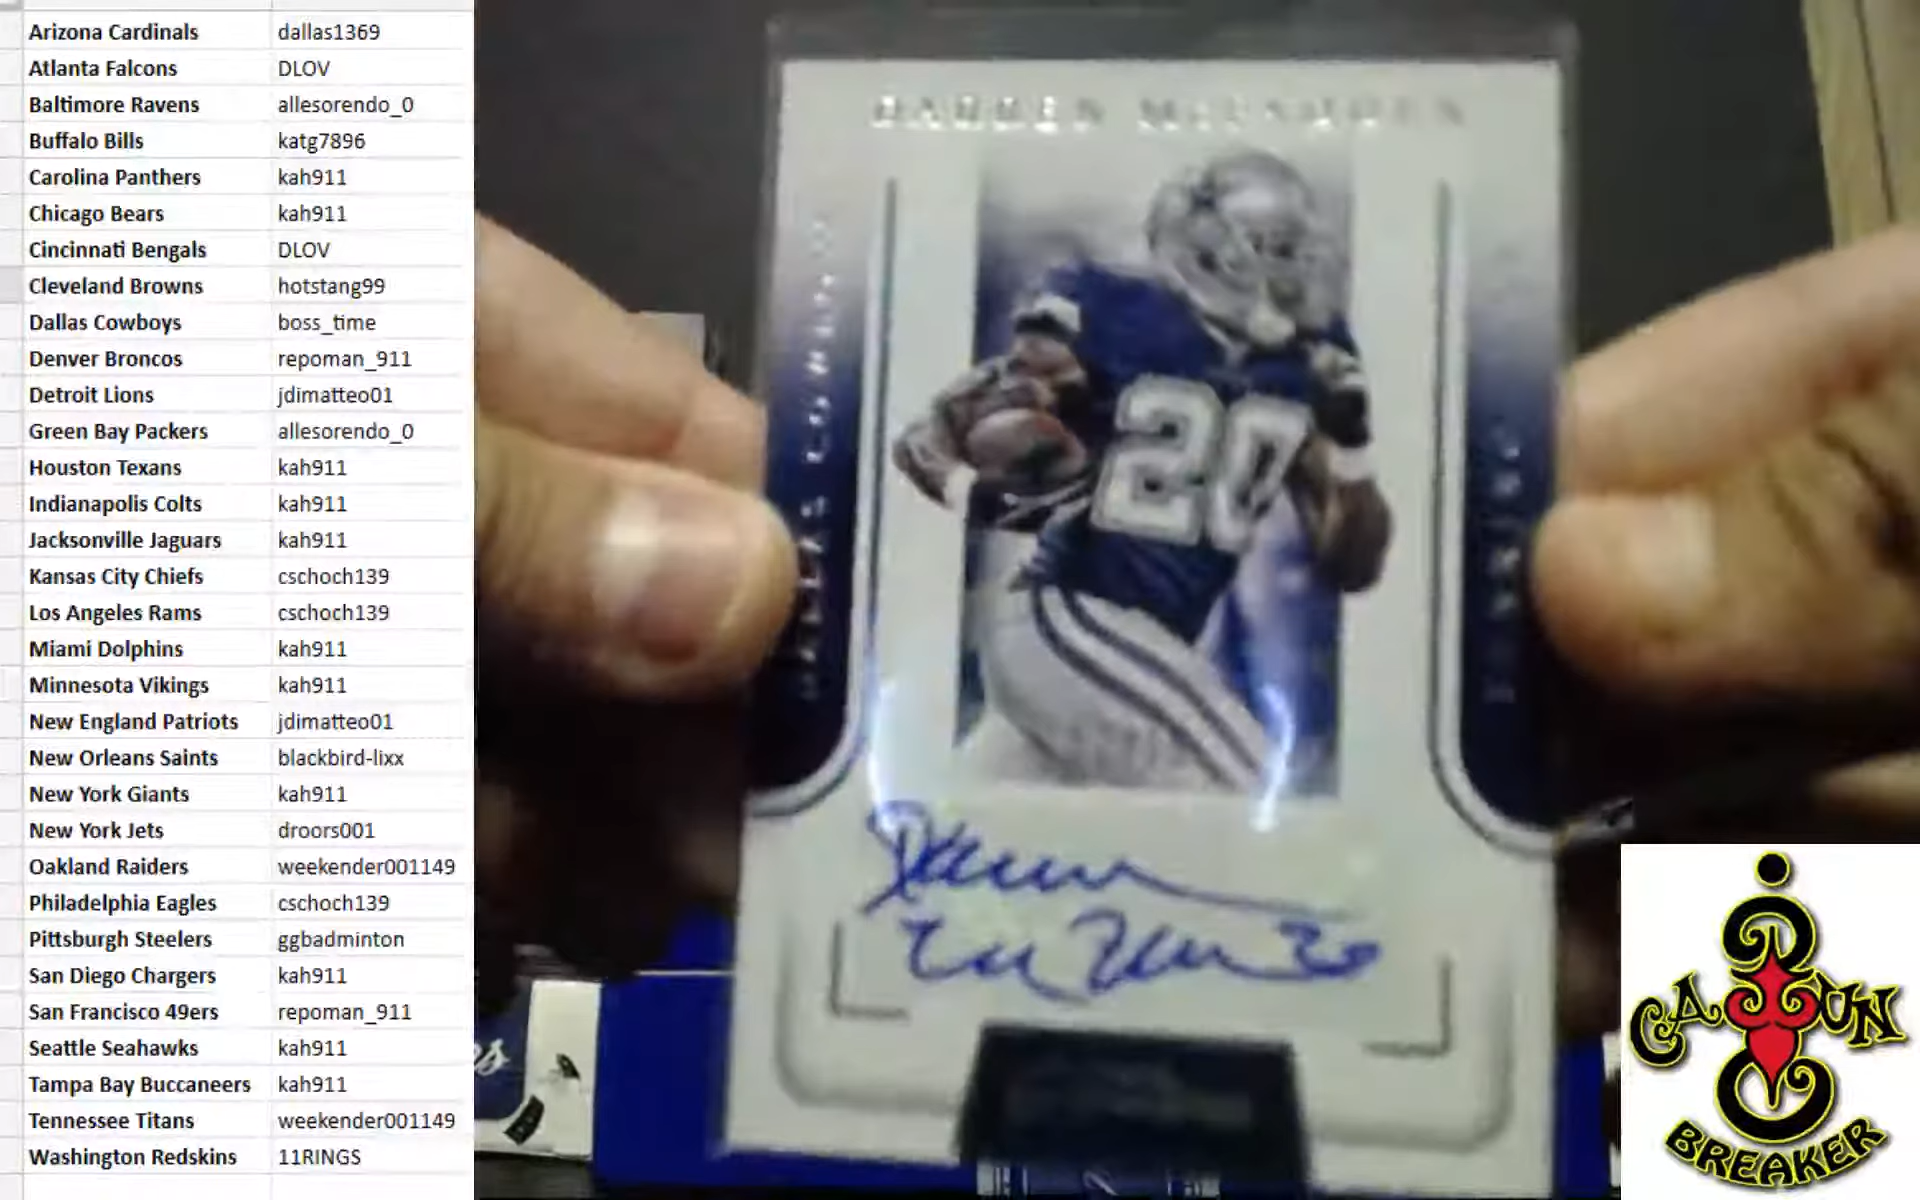 Arizona Cardinals dallas1369
Atlanta Falcons DLOV
Baltimore Ravens allesorendo_0
Buffalo Bills katg7896
Carolina Panthers kah911
Chicago Bears kah911
Cincinnati Bengals DLOV
Cleveland Browns hotstang99
Dallas Cowboys boss_time
Denver Broncos repoman_911
Detroit Lions jdimatteo01
Green Bay Packers allesorendo_0
Houston Texans kah911
Indianapolis Colts kah911
Jacksonville Jaguars kah911
Kansas City Chiefs cschoch139
Los Angeles Rams cschoch139
Miami Dolphins kah911
Minnesota Vikings kah911
New England Patriots jdimatteo01
New Orleans Saints blackbird-lixx
New York Giants kah911
New York Jets droors001
Oakland Raiders weekender001149
Philadelphia Eagles cschoch139
Pittsburgh Steelers ggbadminton
San Diego Chargers kah911
San Francisco 49ers repoman_911
Seattle Seahawks kah911
Tampa Bay Buccaneers kah911
Tennessee Titans weekender001149
Washington Redskins 11RINGS
DARREN
DALLAS COWBOYS
20
CAJUN
BREAKER